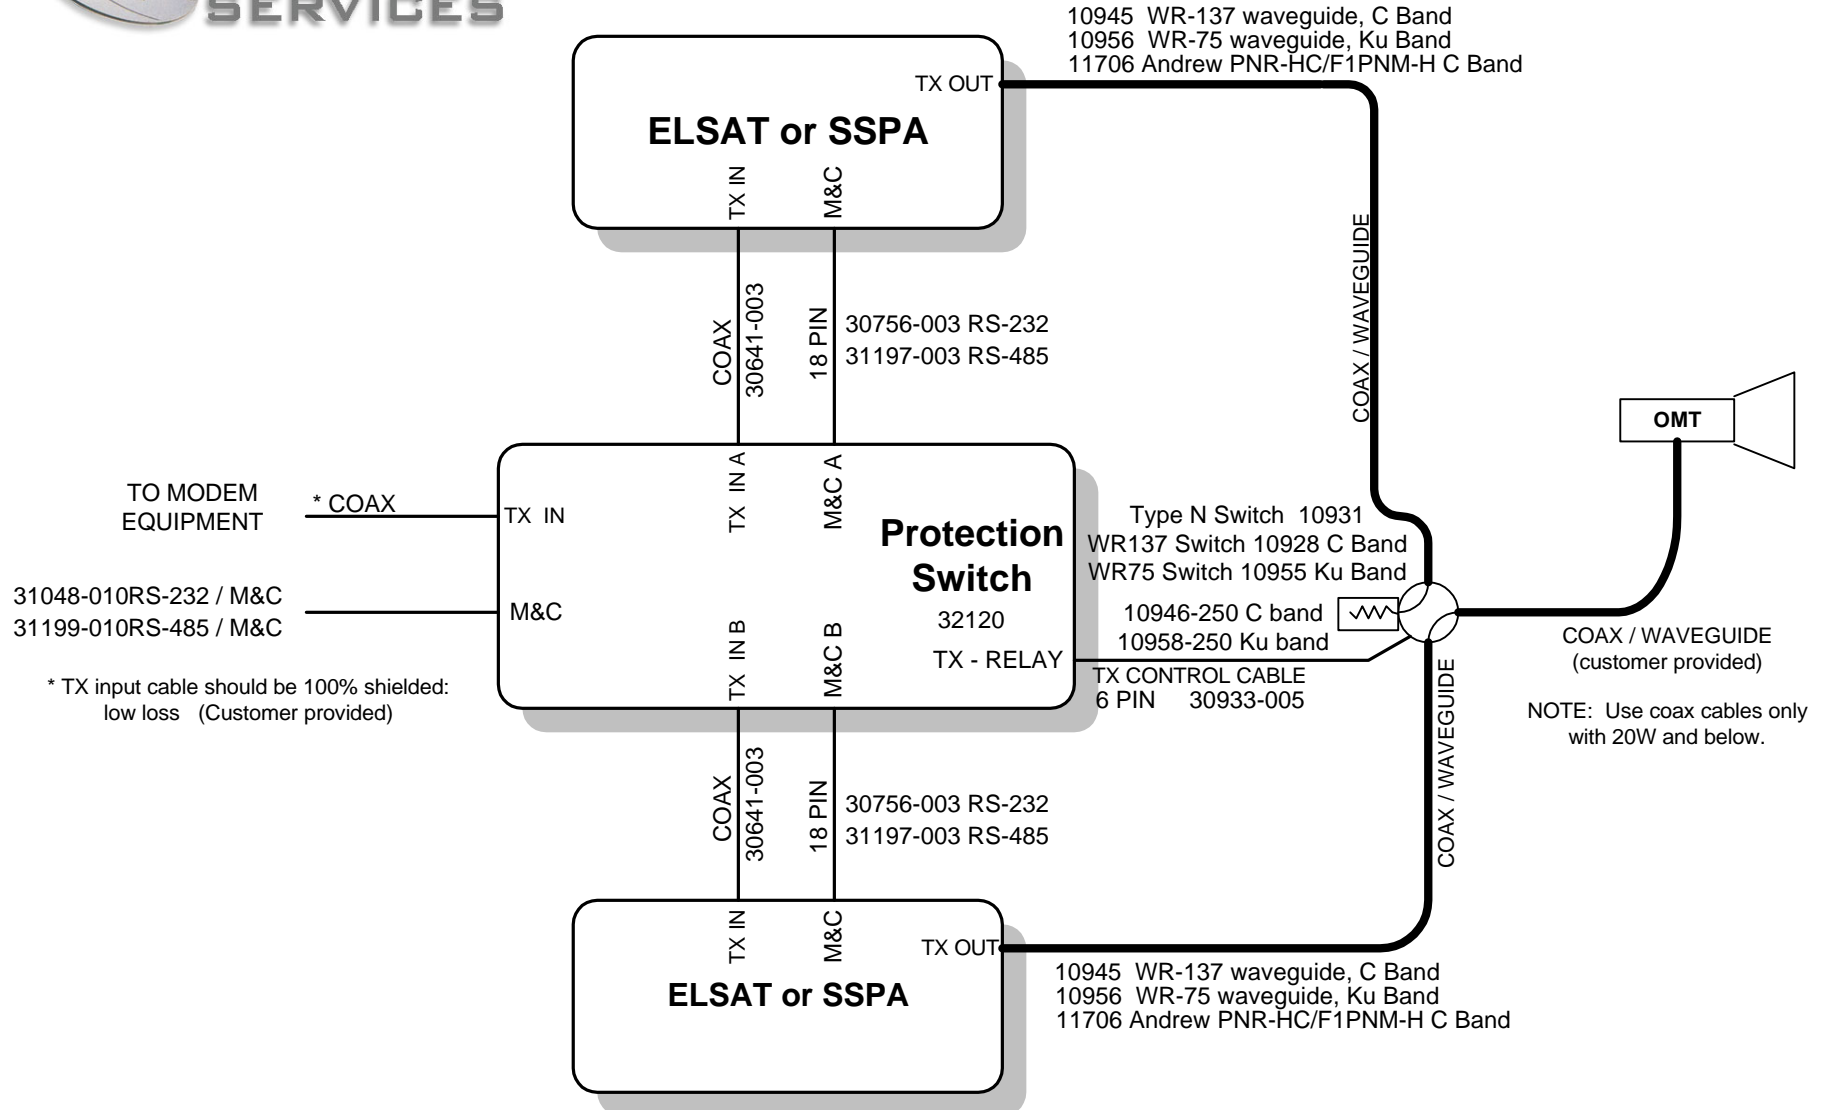 SERVICES
10945 WR-137 waveguide, C Band
10956 WR-75 waveguide, Ku Band
11706 Andrew PNR-HC/F1PNM-H C Band
TX OUT
ELSAT or SSPA
TX IN
M&C
COAX
30641-003
18 PIN
30756-003 RS-232
31197-003 RS-485
COAX / WAVEGUIDE
OMT
TO MODEM
EQUIPMENT
* COAX
TX IN
TX IN A
M&C A
Protection
Switch
32120
TX - RELAY
31048-010RS-232 / M&C
31199-010RS-485 / M&C
M&C
TX IN B
M&C B
* TX input cable should be 100% shielded:
low loss (Customer provided)
Type N Switch 10931
WR137 Switch 10928 C Band
WR75 Switch 10955 Ku Band
10946-250 C band
10958-250 Ku band
TX CONTROL CABLE
6 PIN 30933-005
COAX / WAVEGUIDE
(customer provided)
NOTE: Use coax cables only
with 20W and below.
COAX / WAVEGUIDE
COAX
30641-003
18 PIN
30756-003 RS-232
31197-003 RS-485
TX IN
M&C
TX OUT
ELSAT or SSPA
10945 WR-137 waveguide, C Band
10956 WR-75 waveguide, Ku Band
11706 Andrew PNR-HC/F1PNM-H C Band